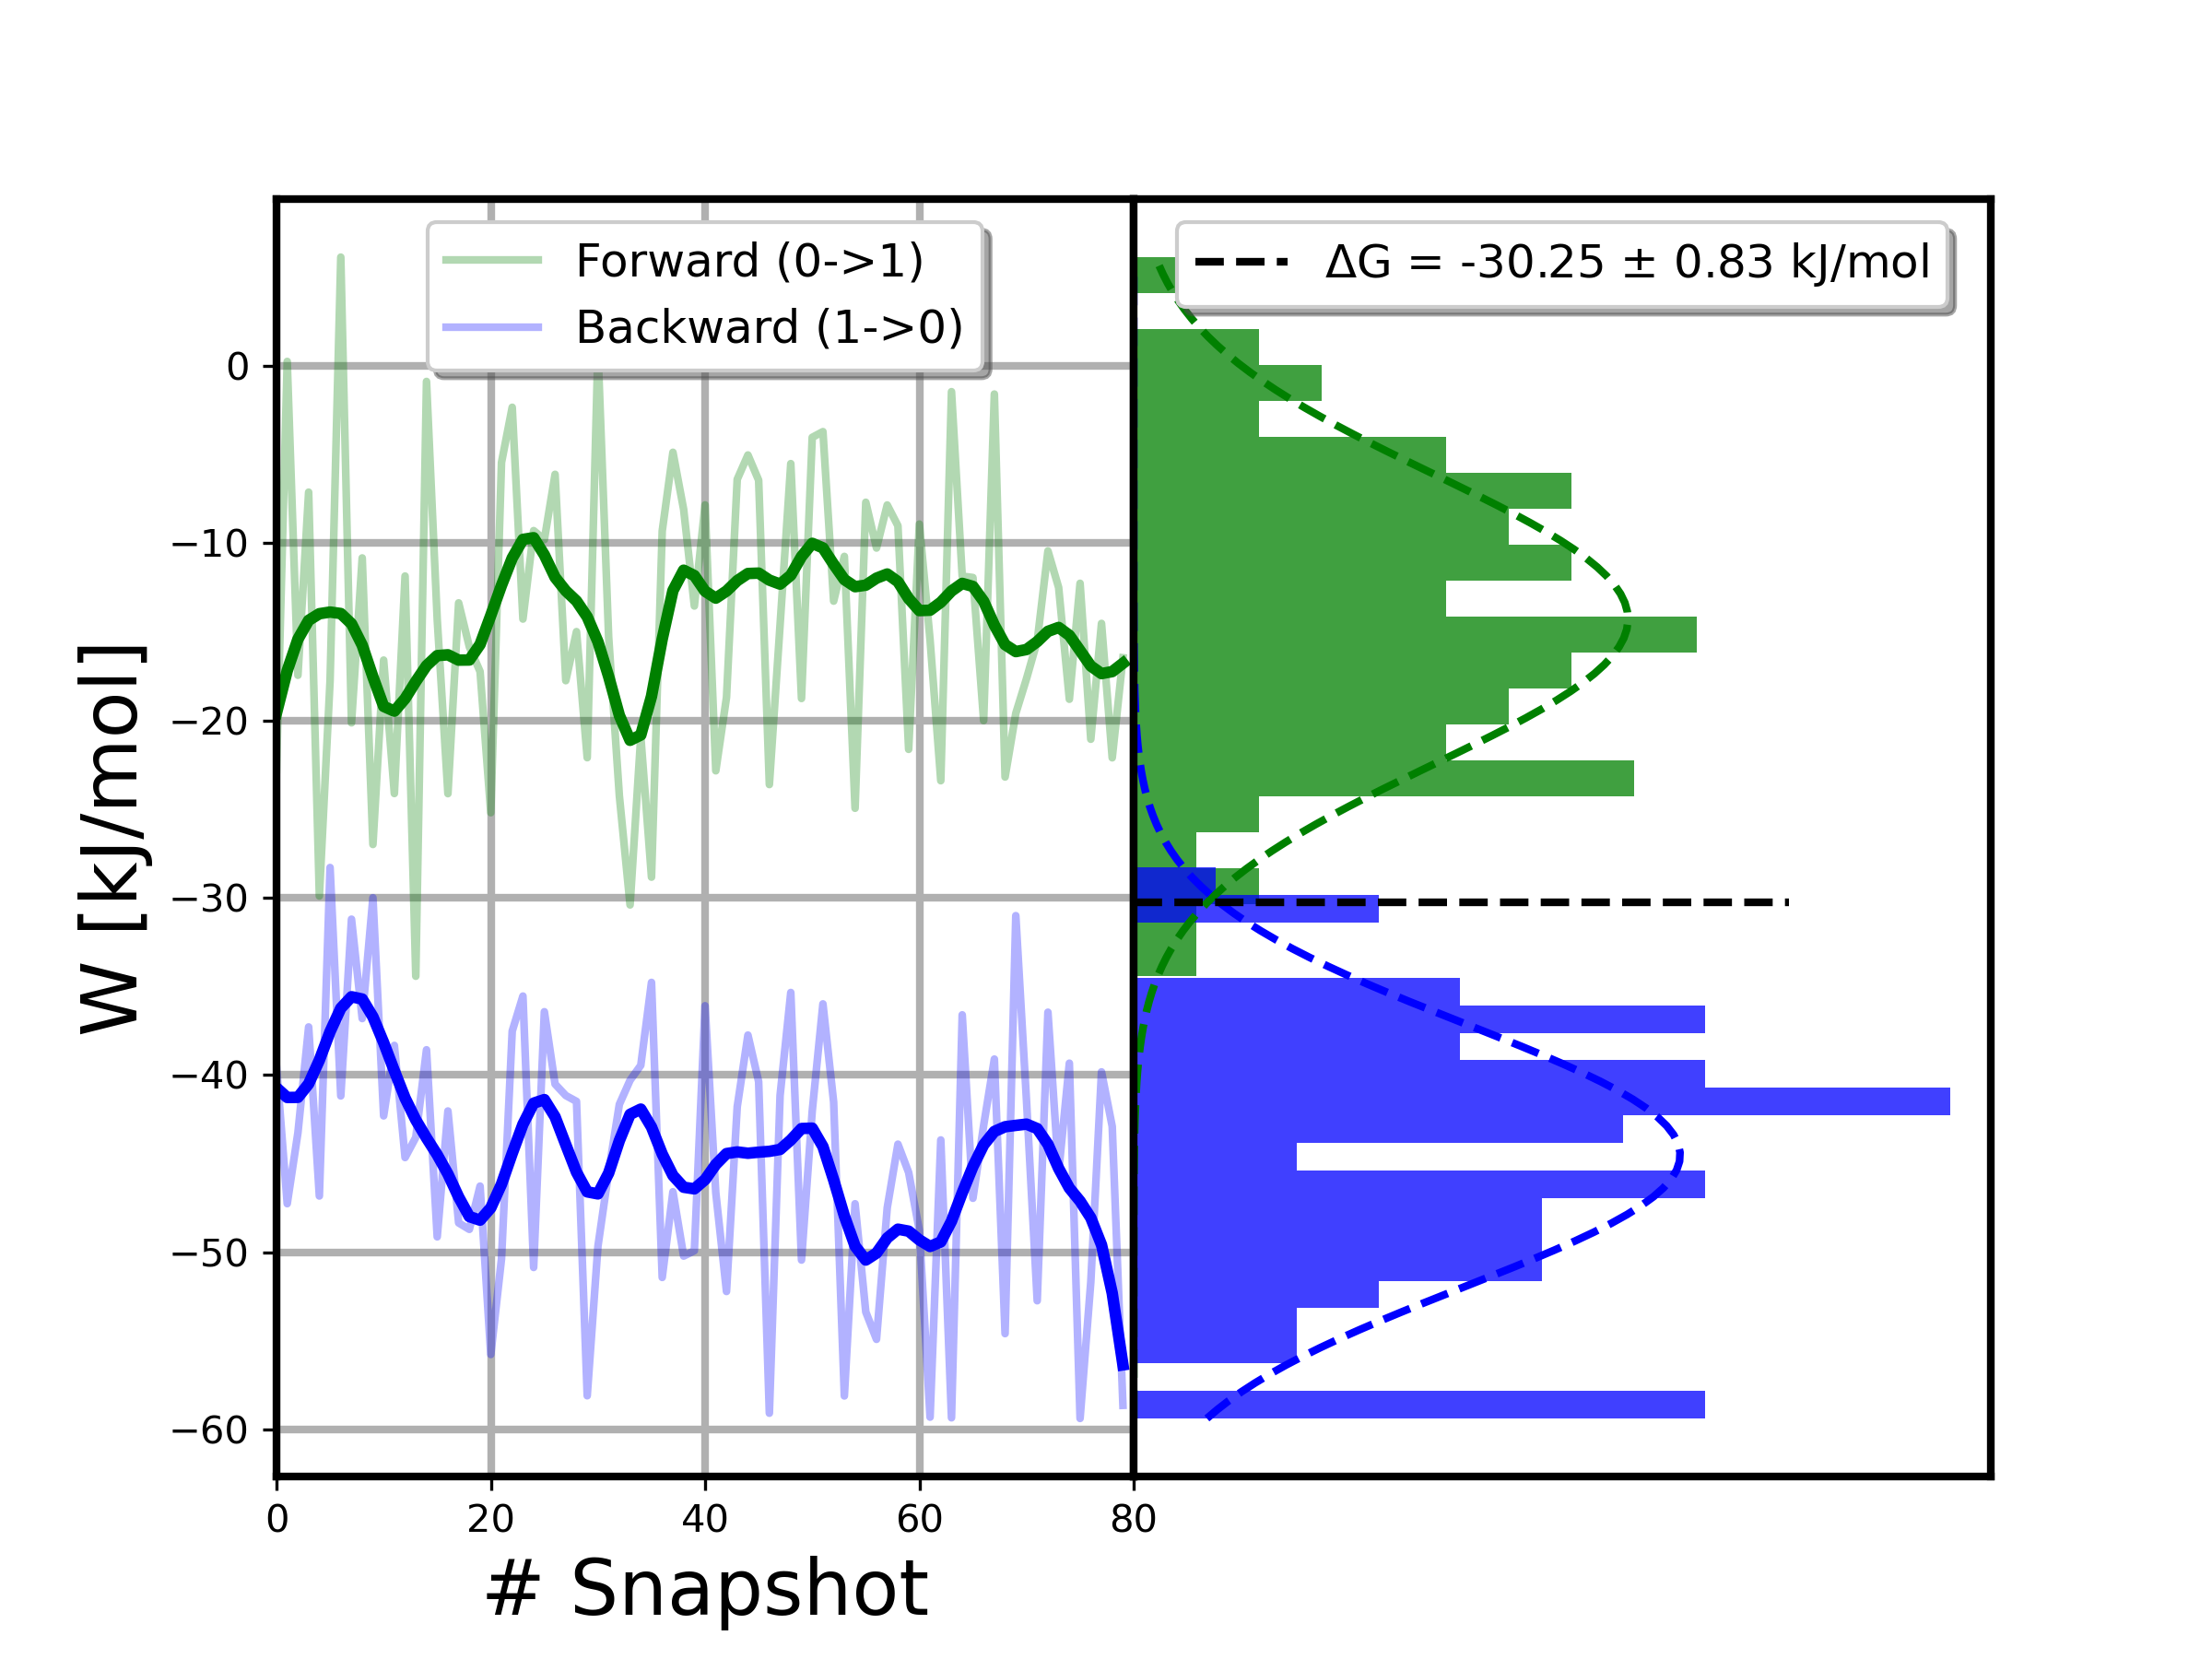 Forward (0->1)
Backward (1->0)
ΔG = -30.25 ± 0.83 kJ/mol
W [kJ/mol]
0
−10
−20
−30
−40
−50
−60
0 20 40 60 80
# Snapshot